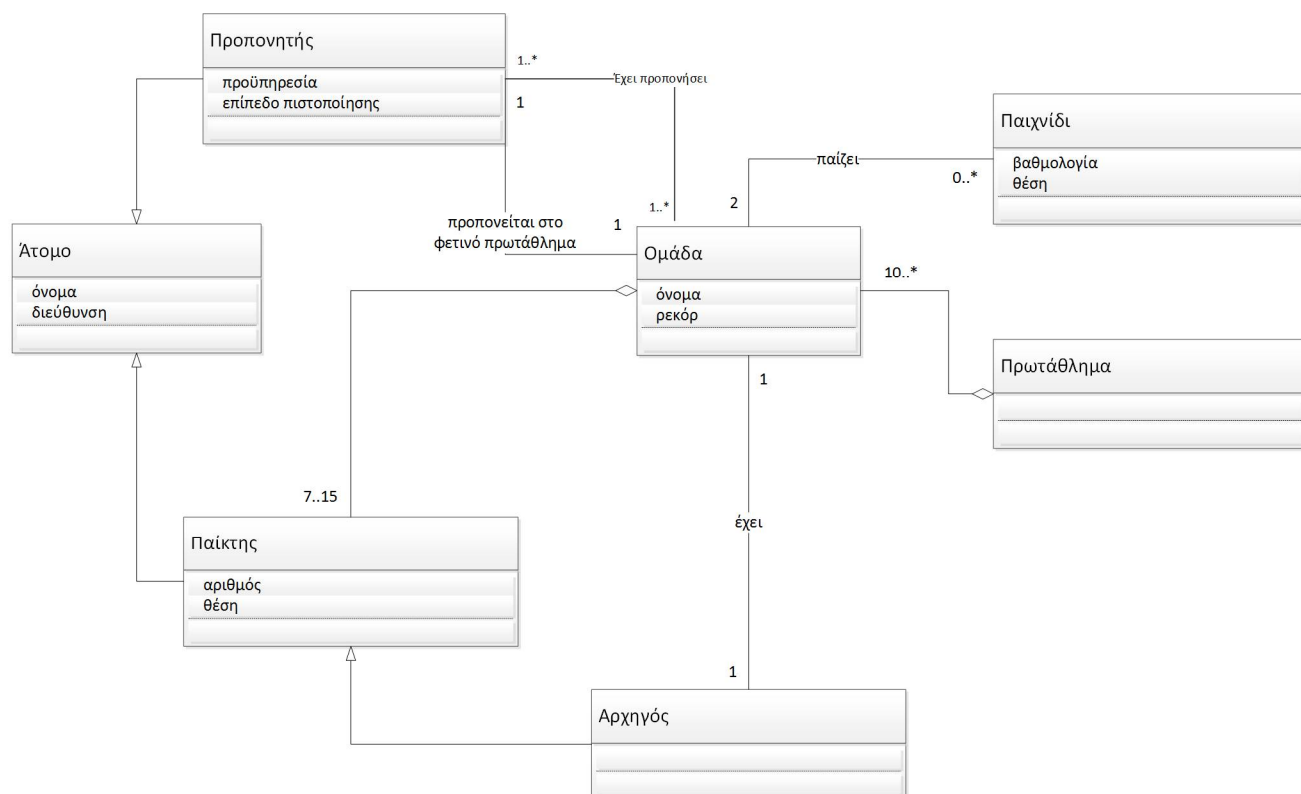 Προπονητής
προϋπηρεσία
επίπεδο πιστοποίησης
1..*
Έχει προπονήσει
1
Παιχνίδι
βαθμολογία
θέση
παίζει
0..*
1..*
2
προπονείται στο
φετινό πρωτάθλημα
1
Άτομο
όνομα
διεύθυνση
Ομάδα
όνομα
ρεκόρ
10..*
Πρωτάθλημα
1
7..15
έχει
Παίκτης
αριθμός
θέση
1
Αρχηγός